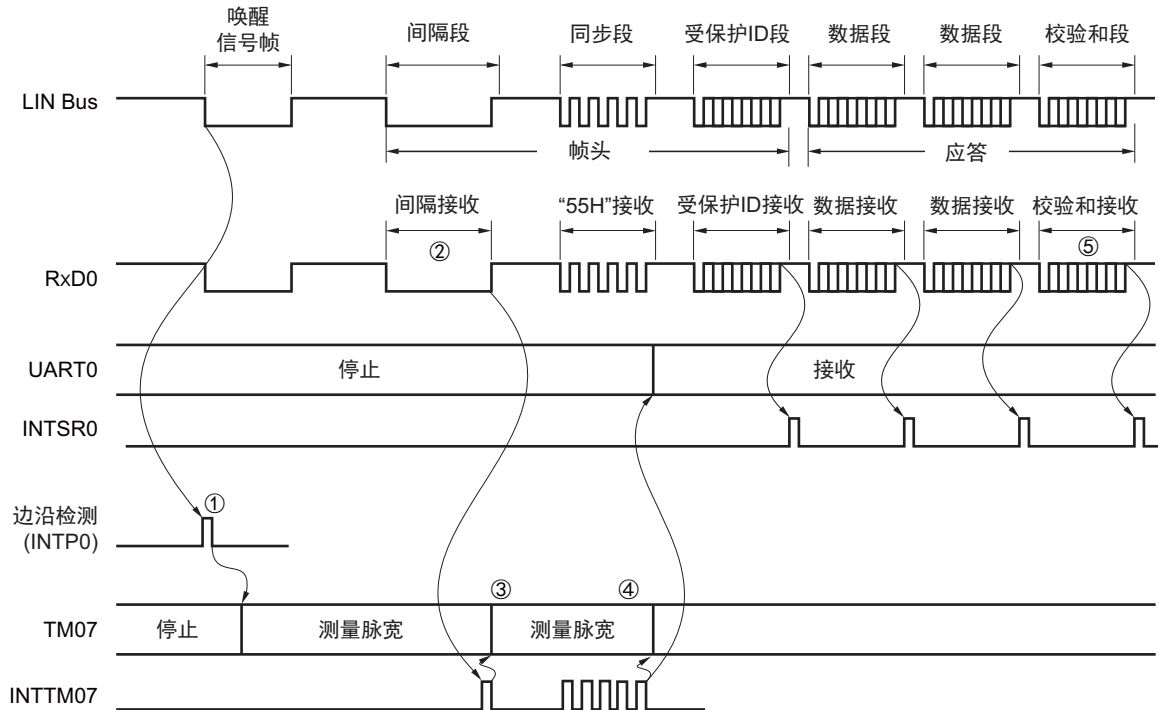 唤醒
信号帧
间隔段
同步段
受保护ID段
数据段
数据段
校验和段
LIN Bus
帧头
应答
间隔接收
“55H”接收
受保护ID接收
数据接收
数据接收
校验和接收
②
⑤
RxD0
UART0
停止
接收
INTSR0
①
边沿检测
(INTP0)
③
④
TM07
停止
测量脉宽
测量脉宽
INTTM07